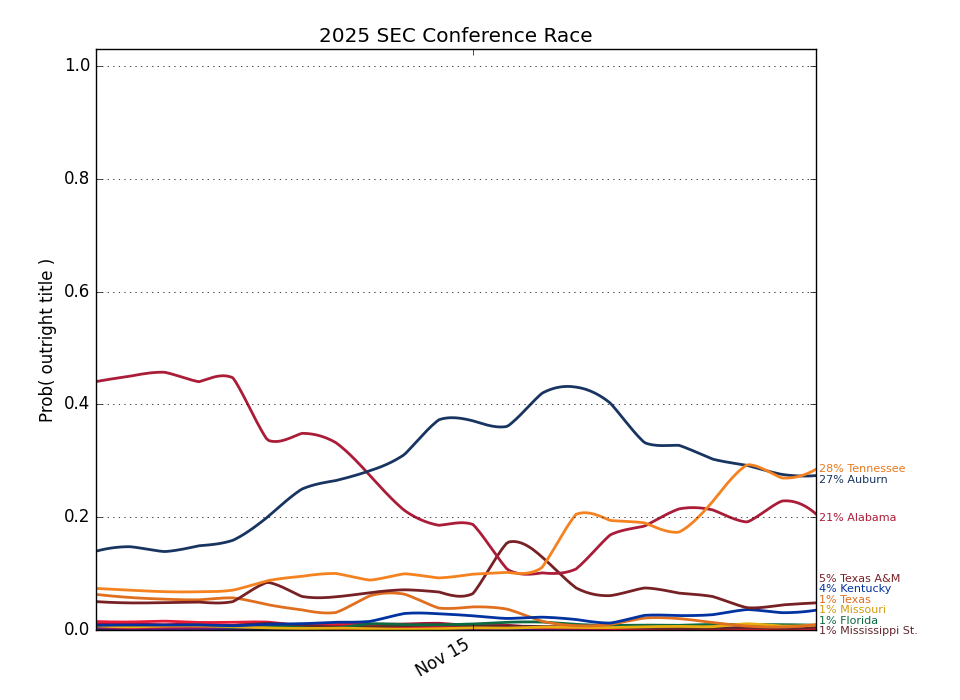 2025 SEC Conference Race
1.0
0.8
0.6
0.4
0.2
0.0
Prob( outright title )
Nov 15
28% Tennessee
27% Auburn
21% Alabama
5% Texas A&M
4% Kentucky
1% Texas
1% Missouri
1% Florida
1% Mississippi St.